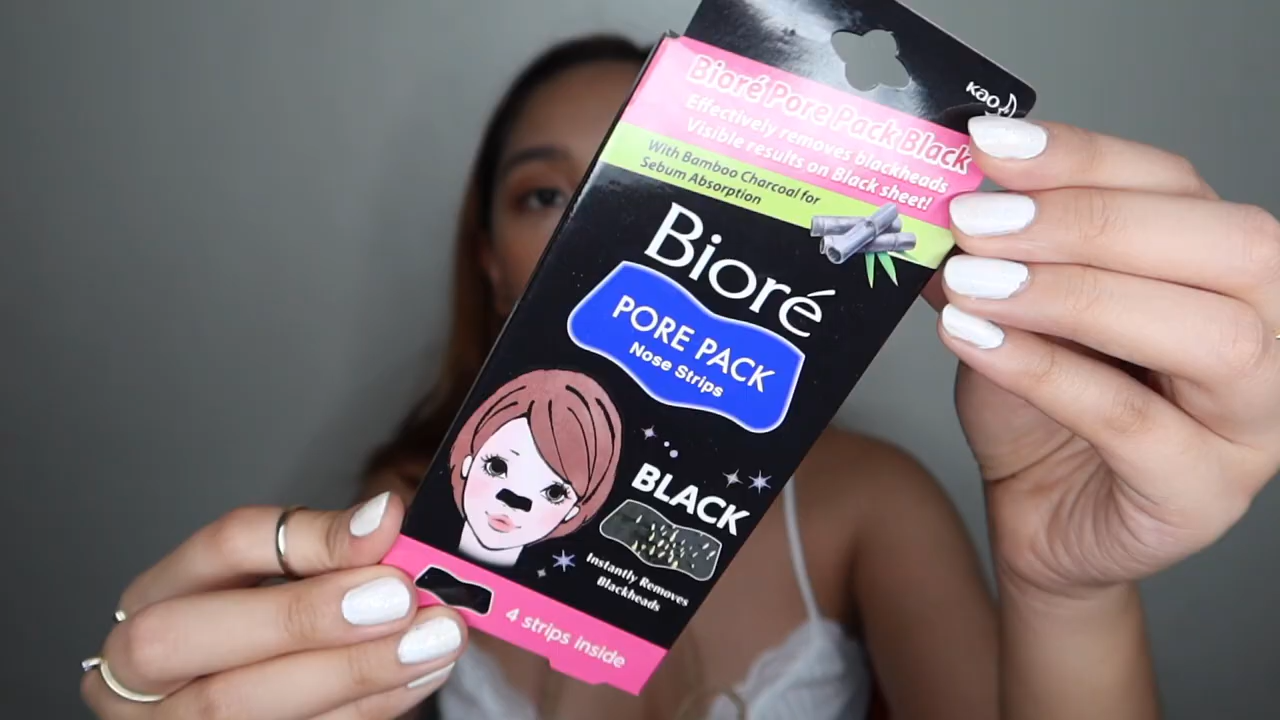 Kao
Bioré Pore Pack Black
Effectively removes blackheads
Visible results on Black sheet!
With Bamboo Charcoal for
Sebum Absorption
Bioré
PORE PACK
Nose Strips
BLACK
Instantly Removes
Blackheads
4 strips inside